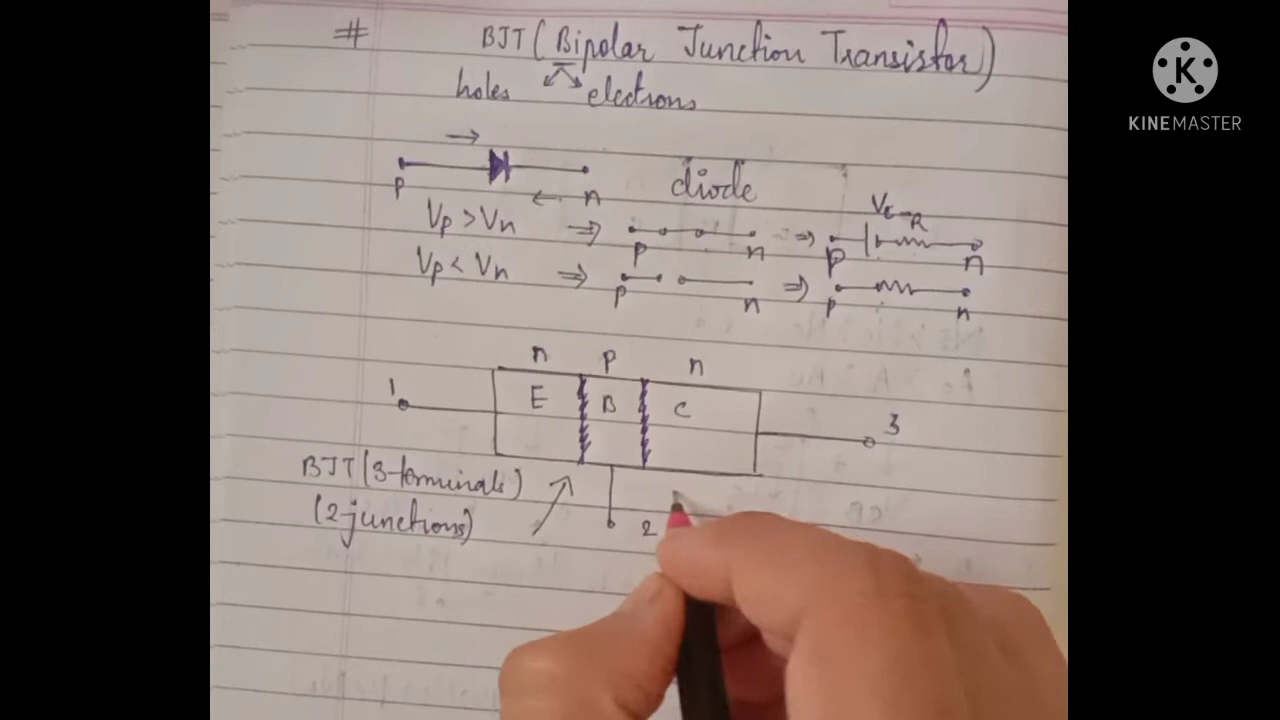 # BJT (Bipolar Junction Transistor)
holes electrons
P n diode
Vp > Vn ⇒ P n ⇒ P n
R
Vp < Vn ⇒ P n ⇒ P n
n P n
1 E B C 3
BJT (3-terminals)
(2-junctions) 2
K
KINEMASTER